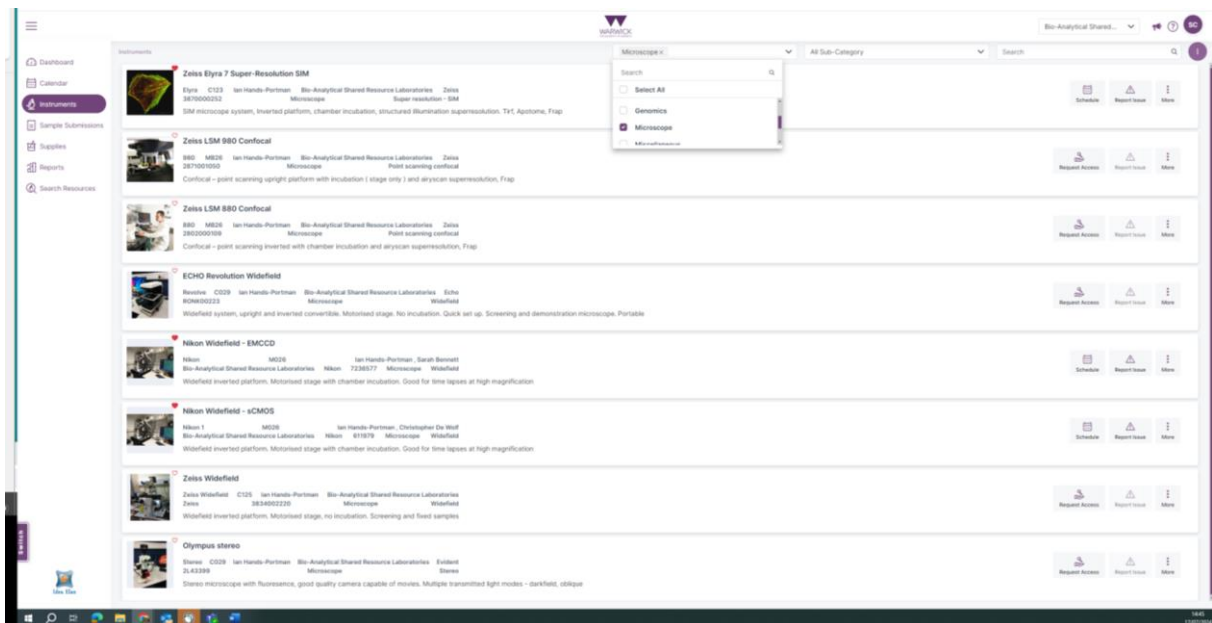 WARWICK
Bio-Analytical Shared...
SC
Instruments
Microscope ×
All Sub-Category
Search
Dashboard
Calendar
Instruments
Sample Submissions
Supplies
Reports
Search Resources
Search
Select All
Genomics
Microscope
Miscellaneous
Zeiss Elyra 7 Super-Resolution SIM
Elyra C123 Ian Hands-Portman Bio-Analytical Shared Resource Laboratories Zeiss
3870000252 Microscope Super resolution - SIM
SIM microscope system, Inverted platform, chamber incubation, structured illumination superresolution. Tirf, Apotome, Frap
Schedule Report Issue More
Zeiss LSM 980 Confocal
980 MB26 Ian Hands-Portman Bio-Analytical Shared Resource Laboratories Zeiss
2871001050 Microscope Point scanning confocal
Confocal – point scanning upright platform with incubation ( stage only ) and airyscan superresolution, Frap
Request Access Report Issue More
Zeiss LSM 880 Confocal
880 MB26 Ian Hands-Portman Bio-Analytical Shared Resource Laboratories Zeiss
2802000109 Microscope Point scanning confocal
Confocal – point scanning inverted with chamber incubation and airyscan superresolution, Frap
Request Access Report Issue More
ECHO Revolution Widefield
Revolve C029 Ian Hands-Portman Bio-Analytical Shared Resource Laboratories Echo
RONK00223 Microscope Widefield
Widefield system, upright and inverted convertible. Motorised stage. No incubation. Quick set up. Screening and demonstration microscope. Portable
Request Access Report Issue More
Nikon Widefield - EMCCD
Nikon M026 Ian Hands-Portman , Sarah Bennett
Bio-Analytical Shared Resource Laboratories Nikon 7236577 Microscope Widefield
Widefield inverted platform. Motorised stage with chamber incubation. Good for time lapses at high magnification
Schedule Report Issue More
Nikon Widefield - sCMOS
Nikon 1 M026 Ian Hands-Portman , Christopher De Wolf
Bio-Analytical Shared Resource Laboratories Nikon 611979 Microscope Widefield
Widefield inverted platform. Motorised stage with chamber incubation. Good for time lapses at high magnification
Schedule Report Issue More
Zeiss Widefield
Zeiss Widefield C125 Ian Hands-Portman Bio-Analytical Shared Resource Laboratories
Zeiss 3834002220 Microscope Widefield
Widefield inverted platform. Motorised stage, no incubation. Screening and fixed samples
Request Access Report Issue More
Olympus stereo
Stereo C029 Ian Hands-Portman Bio-Analytical Shared Resource Laboratories Evident
2L43399 Microscope Stereo
Stereo microscope with fluoresence, good quality camera capable of movies. Multiple transmitted light modes - darkfield, oblique
Request Access Report Issue More
Switch
Idea Elan
14:45